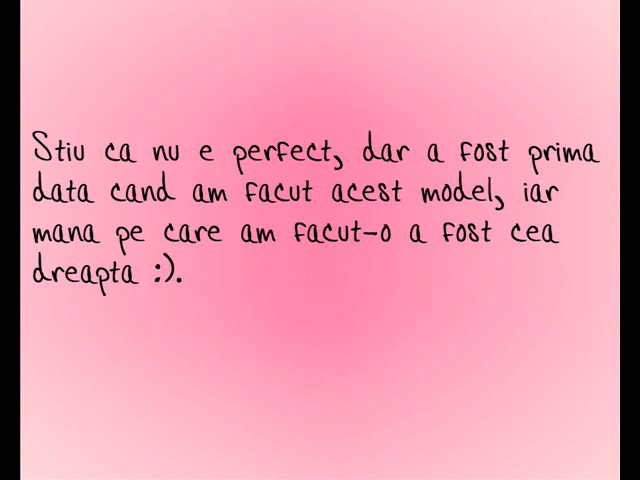 Stiu ca nu e perfect, dar a fost prima
data cand am facut acest model, iar
mana pe care am facut-o a fost cea
dreapta :).